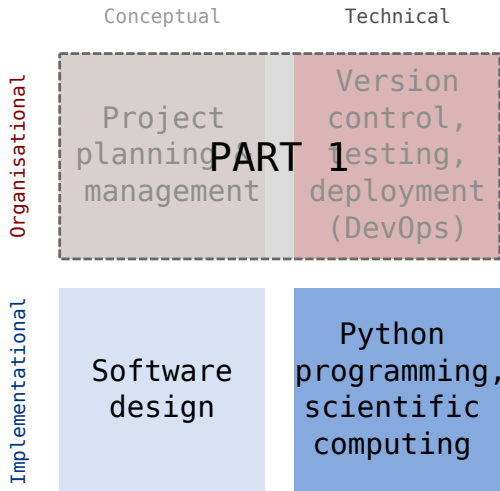 Conceptual
Technical
Organisational
Project
planning &
management
Version
control,
testing,
deployment
(DevOps)
PART 1
Implementational
Software
design
Python
programming,
scientific
computing